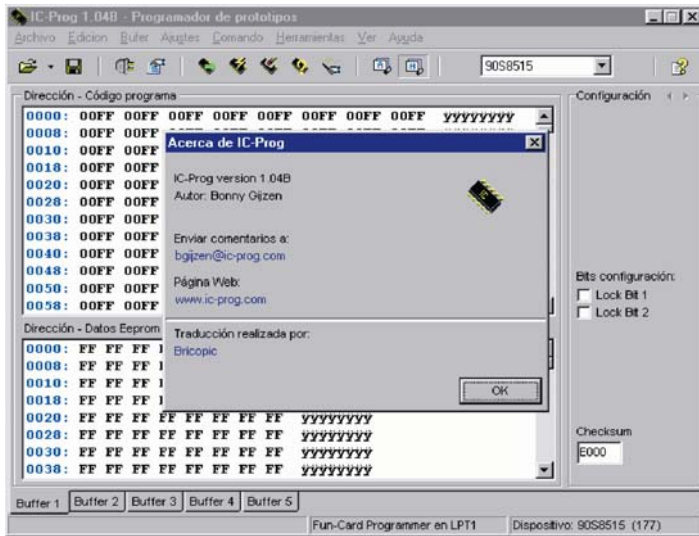 IC-Prog 1.04B - Programador de prototipos
Archivo Edicion Bufer Ajustes Comando Herramientas Ver Ayuda
90S8515
Dirección - Código programa
Configuración
0000: 00FF 00FF 00FF 00FF 00FF 00FF 00FF 00FF ÿÿÿÿÿÿÿÿ
0008: 00FF 00FF
0010: 00FF 00FF
0018: 00FF 00FF
0020: 00FF 00FF
0028: 00FF 00FF
0030: 00FF 00FF
0038: 00FF 00FF
0040: 00FF 00FF
0048: 00FF 00FF
0050: 00FF 00FF
0058: 00FF 00FF
Acerca de IC-Prog
IC-Prog version 1.04B
Autor: Bonny Gijzen
IC
Enviar comentarios a:
bgijzen@ic-prog.com
Página Web:
www.ic-prog.com
Traducción realizada por:
Bricopic
OK
Bits configuración:
Lock Bit 1
Lock Bit 2
Dirección - Datos Eeprom
0000: FF FF FF
0008: FF FF FF
0010: FF FF FF
0018: FF FF FF
0020: FF FF FF FF FF FF FF FF ÿÿÿÿÿÿÿÿ
0028: FF FF FF FF FF FF FF FF ÿÿÿÿÿÿÿÿ
0030: FF FF FF FF FF FF FF FF ÿÿÿÿÿÿÿÿ
0038: FF FF FF FF FF FF FF FF ÿÿÿÿÿÿÿÿ
Checksum
E000
Buffer 1 Buffer 2 Buffer 3 Buffer 4 Buffer 5
Fun-Card Programmer en LPT1 Dispositivo: 90S8515 (177)